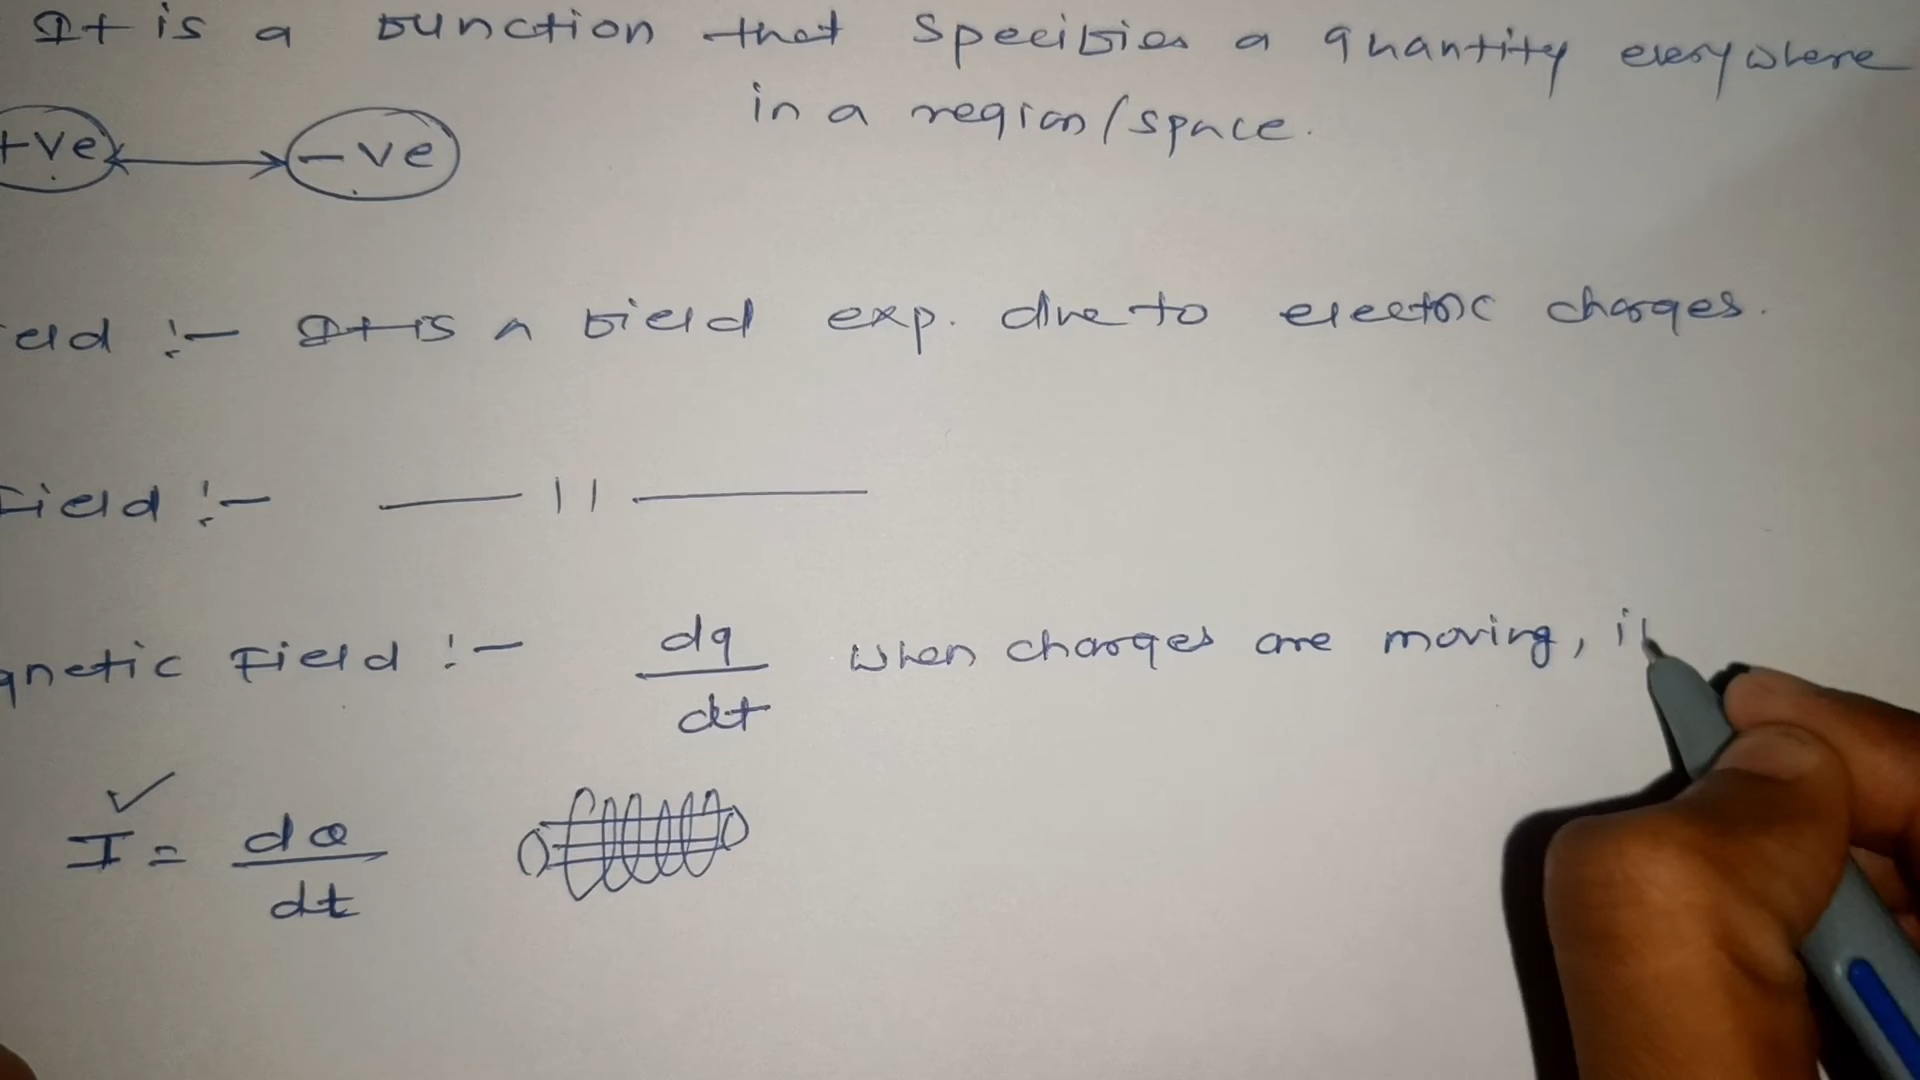 It is a function that specifies a quantity everywhere
in a region/space.
+ve -ve
eld :- It is a field exp. due to electric charges.
Field :- —— 11 ——
gnetic Field :- dq/dt when charges are moving, it
I = dQ/dt